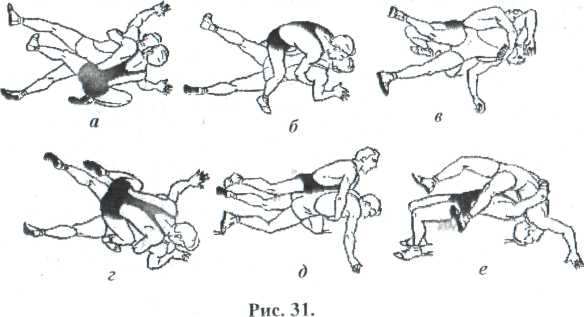 а б в
г д е
Рис. 31.